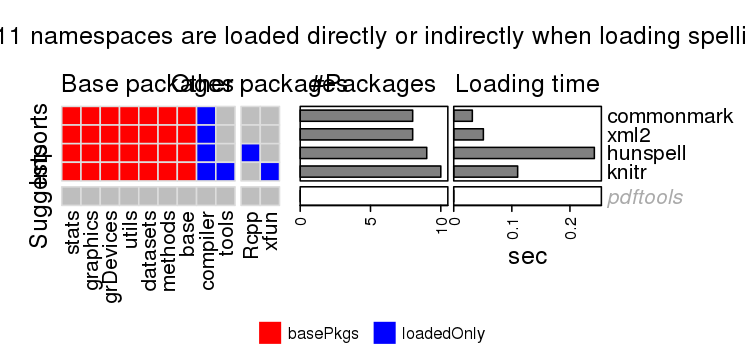 11 namespaces are loaded directly or indirectly when loading spelli
Base packages
Other packages
#Packages
Loading time
Imports
Suggests
commonmark
xml2
hunspell
knitr
pdftools
stats
graphics
grDevices
utils
datasets
methods
base
compiler
tools
Rcpp
xfun
0
5
10
0
0.1
0.2
sec
basePkgs
loadedOnly